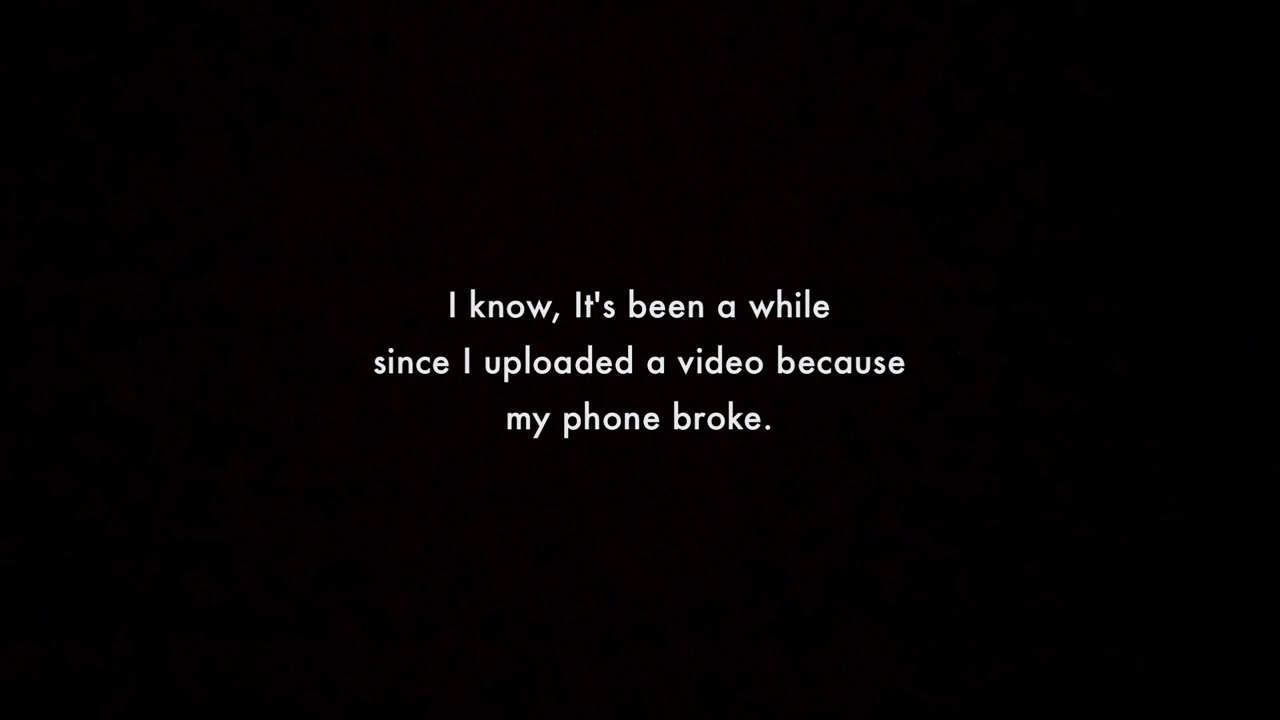 I know, It's been a while
since I uploaded a video because
my phone broke.